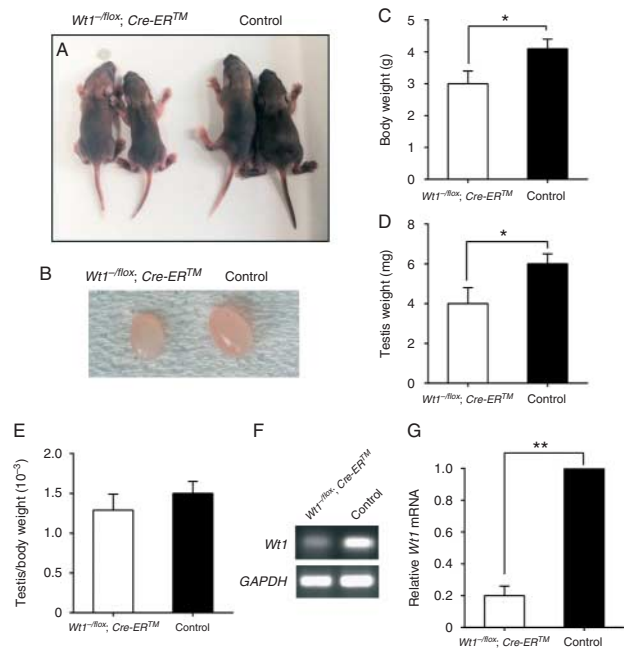 Wt1⁻/flox; Cre-ERᵀᴹ Control
A
B
Wt1⁻/flox; Cre-ERᵀᴹ Control
C
Body weight (g)
5
4
3
2
1
0
*
Wt1⁻/flox; Cre-ERᵀᴹ Control
D
Testis weight (mg)
8
6
4
2
0
*
Wt1⁻/flox; Cre-ERᵀᴹ Control
E
Testis/body weight (10⁻³)
2.0
1.5
1.0
0.5
0
Wt1⁻/flox; Cre-ERᵀᴹ Control
F
Wt1⁻/flox; Cre-ERᵀᴹ
Control
Wt1
GAPDH
G
Relative Wt1 mRNA
1.0
0.8
0.6
0.4
0.2
0
**
Wt1⁻/flox; Cre-ERᵀᴹ Control